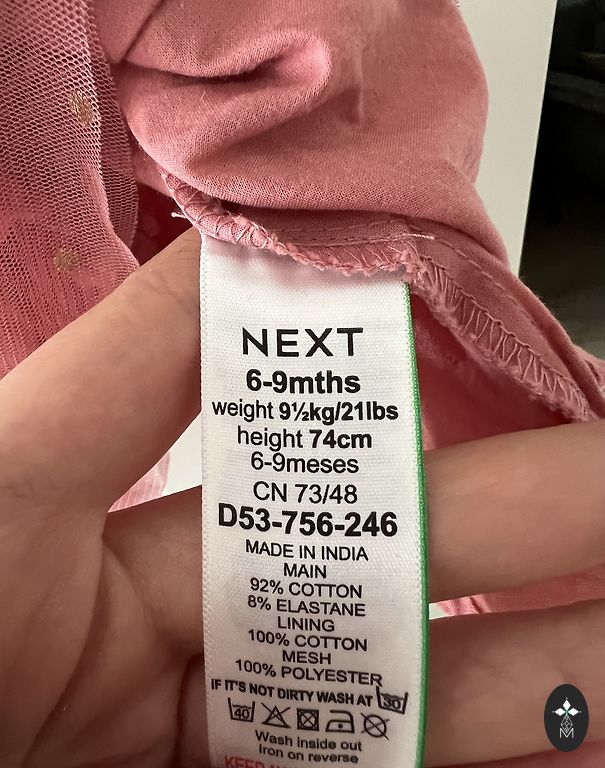 NEXT
6-9mths
weight 9½kg/21lbs
height 74cm
6-9meses
CN 73/48
D53-756-246
MADE IN INDIA
MAIN
92% COTTON
8% ELASTANE
LINING
100% COTTON
MESH
100% POLYESTER
IF IT'S NOT DIRTY WASH AT 30
40
Wash inside out
Iron on reverse
KEEP
M